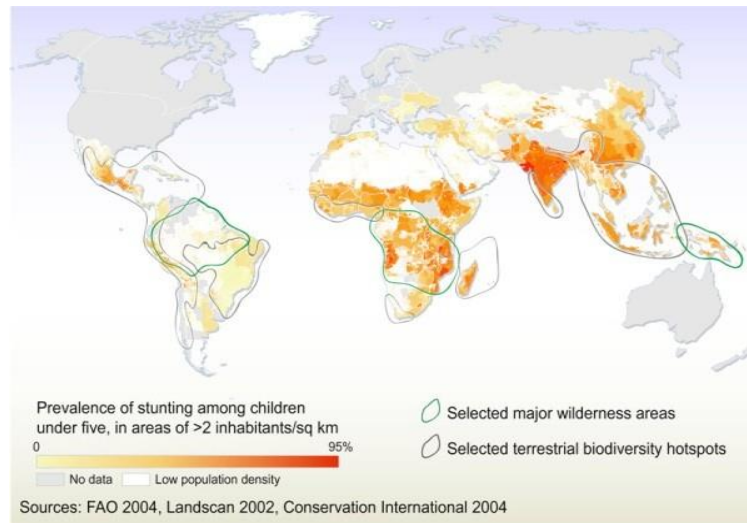 Prevalence of stunting among children
under five, in areas of >2 inhabitants/sq km
0 95%
No data Low population density
Selected major wilderness areas
Selected terrestrial biodiversity hotspots
Sources: FAO 2004, Landscan 2002, Conservation International 2004